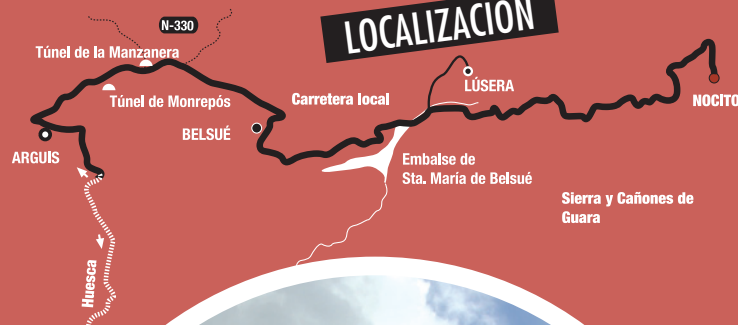 LOCALIZACIÓN
N-330
Túnel de la Manzanera
Túnel de Monrepós
Carretera local
LÚSERA
NOCITO
BELSUÉ
ARGUIS
Embalse de
Sta. María de Belsué
Sierra y Cañones de
Guara
Huesca